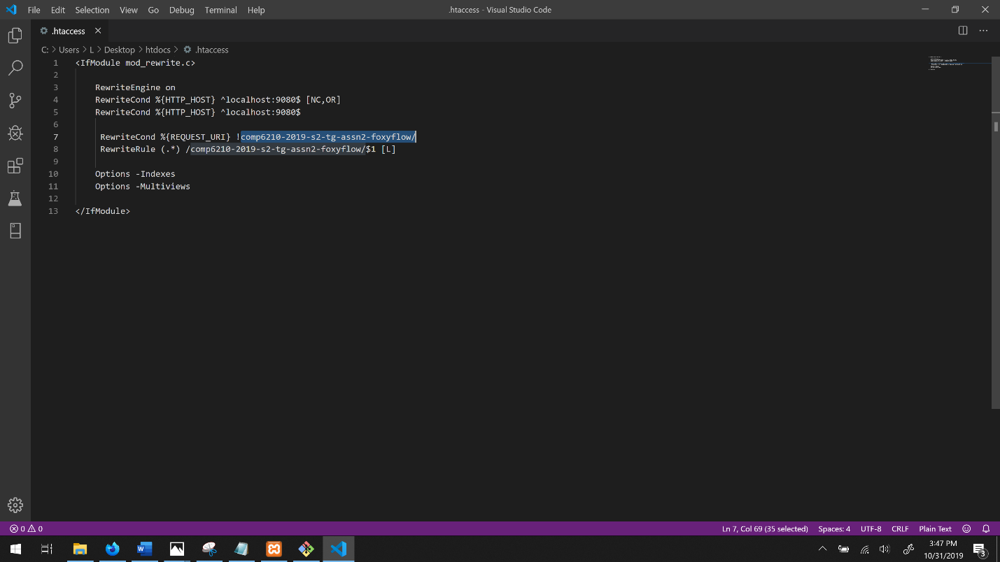 File Edit Selection View Go Debug Terminal Help
.htaccess - Visual Studio Code
.htaccess
C: > Users > L > Desktop > htdocs > .htaccess
1 <IfModule mod_rewrite.c>
2
3 RewriteEngine on
4 RewriteCond %{HTTP_HOST} ^localhost:9080$ [NC,OR]
5 RewriteCond %{HTTP_HOST} ^localhost:9080$
6
7 RewriteCond %{REQUEST_URI} !comp6210-2019-s2-tg-assn2-foxyflow/
8 RewriteRule (.*) /comp6210-2019-s2-tg-assn2-foxyflow/$1 [L]
9
10 Options -Indexes
11 Options -Multiviews
12
13 </IfModule>
0 0
Ln 7, Col 69 (35 selected) Spaces: 4 UTF-8 CRLF Plain Text
3:47 PM
10/31/2019
3